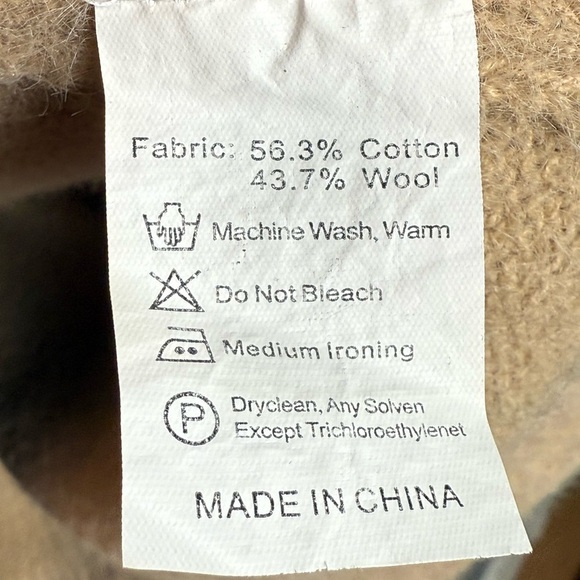 Fabric: 56.3% Cotton
43.7% Wool
Machine Wash, Warm
Do Not Bleach
Medium Ironing
P
Dryclean, Any Solven
Except Trichloroethylenet
MADE IN CHINA